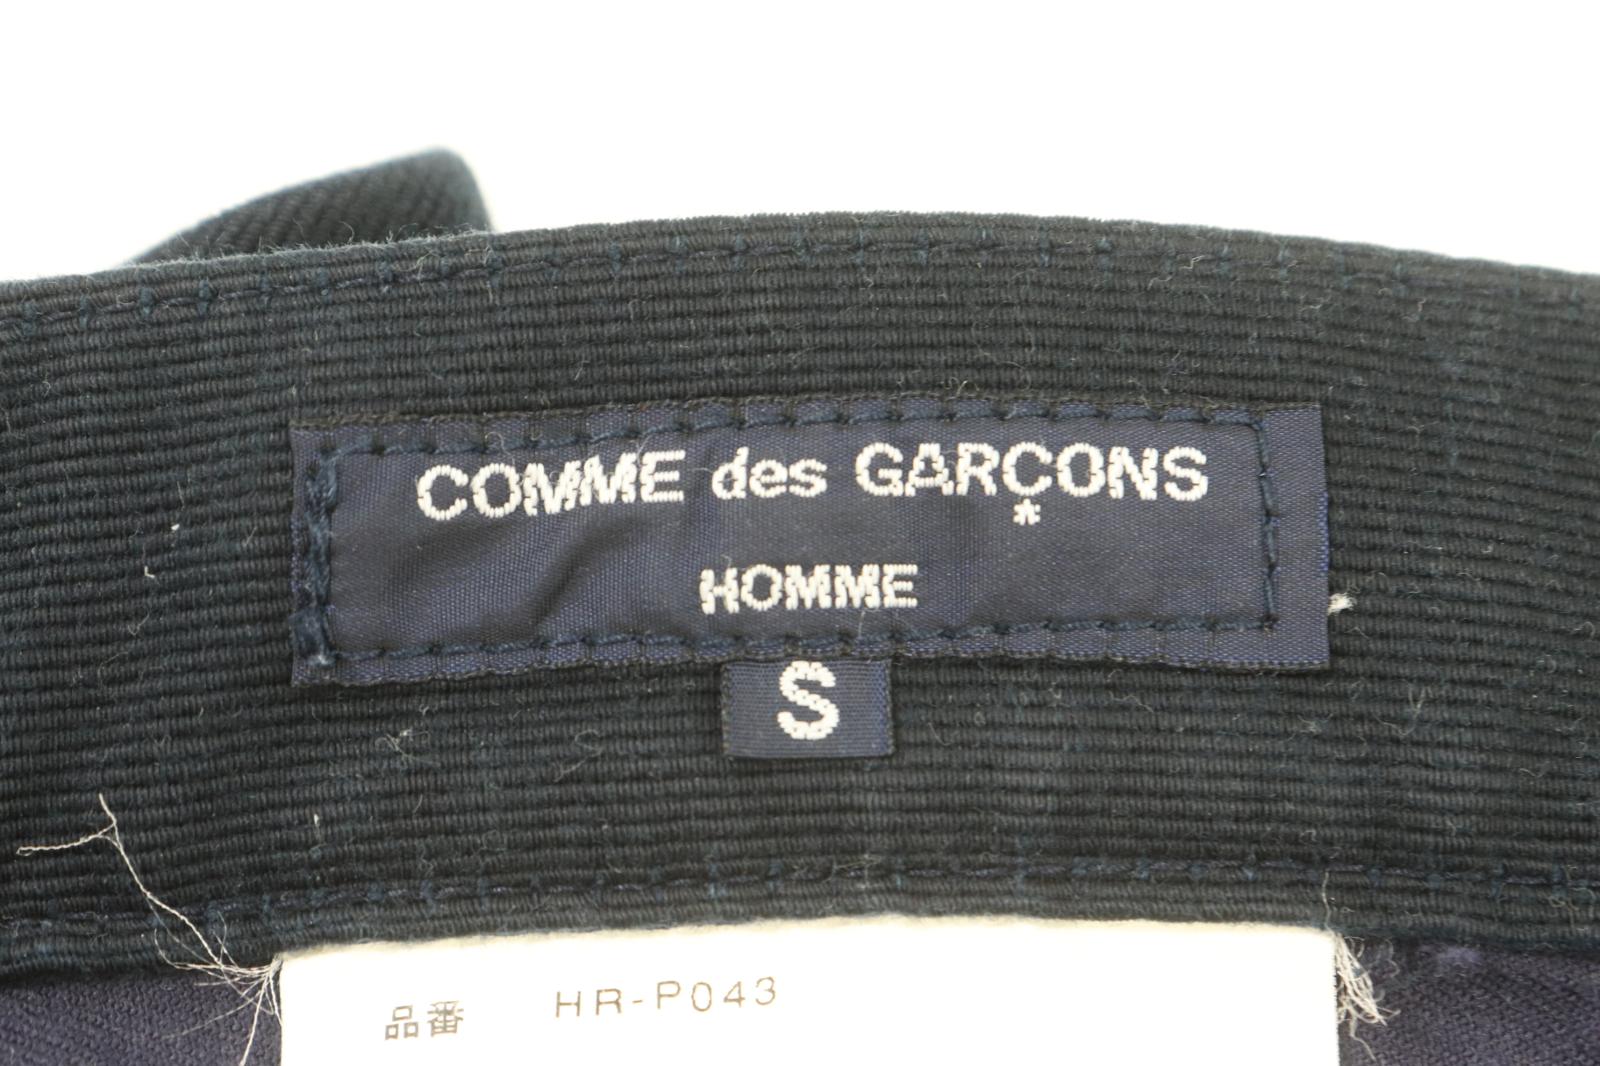 COMME des GARÇONS
HOMME
S
品番 HR-P043